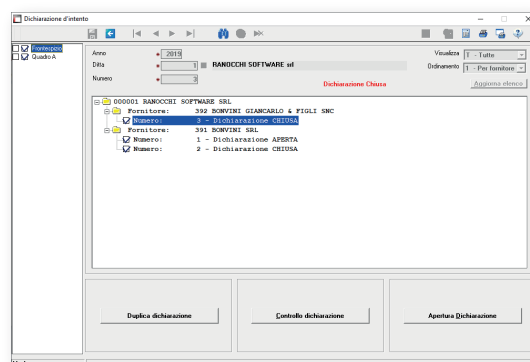 Dichiarazione d'intento
Frontespizio
Quadro A
Anno * 2019
Visualizza T - Tutte
Ditta * 1 RANOCCHI SOFTWARE srl
Ordinamento 1 - Per fornitore
Numero * 3
Dichiarazione Chiusa
Aggiorna elenco
000001 RANOCCHI SOFTWARE SRL
Fornitore: 392 BONVINI GIANCARLO & FIGLI SNC
Numero: 3 - Dichiarazione CHIUSA
Fornitore: 391 BONVINI SRL
Numero: 1 - Dichiarazione APERTA
Numero: 2 - Dichiarazione CHIUSA
Duplica dichiarazione
Controllo dichiarazione
Apertura Dichiarazione